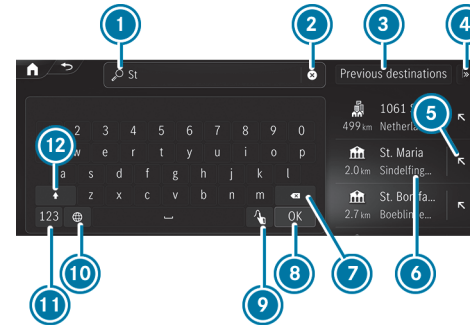 1
2
3
4
St
Previous destinations
»
1061
499 km Netherla
5
2 3 4 5 6 7 8 9 0
12
w e r t y u i o p
St. Maria
2.0 km Sindelfing...
a s d f g h j k l
z x c v b n m
St. Bonifa...
2.7 km Boeblin...
123
OK
11
10
9
8
7
6